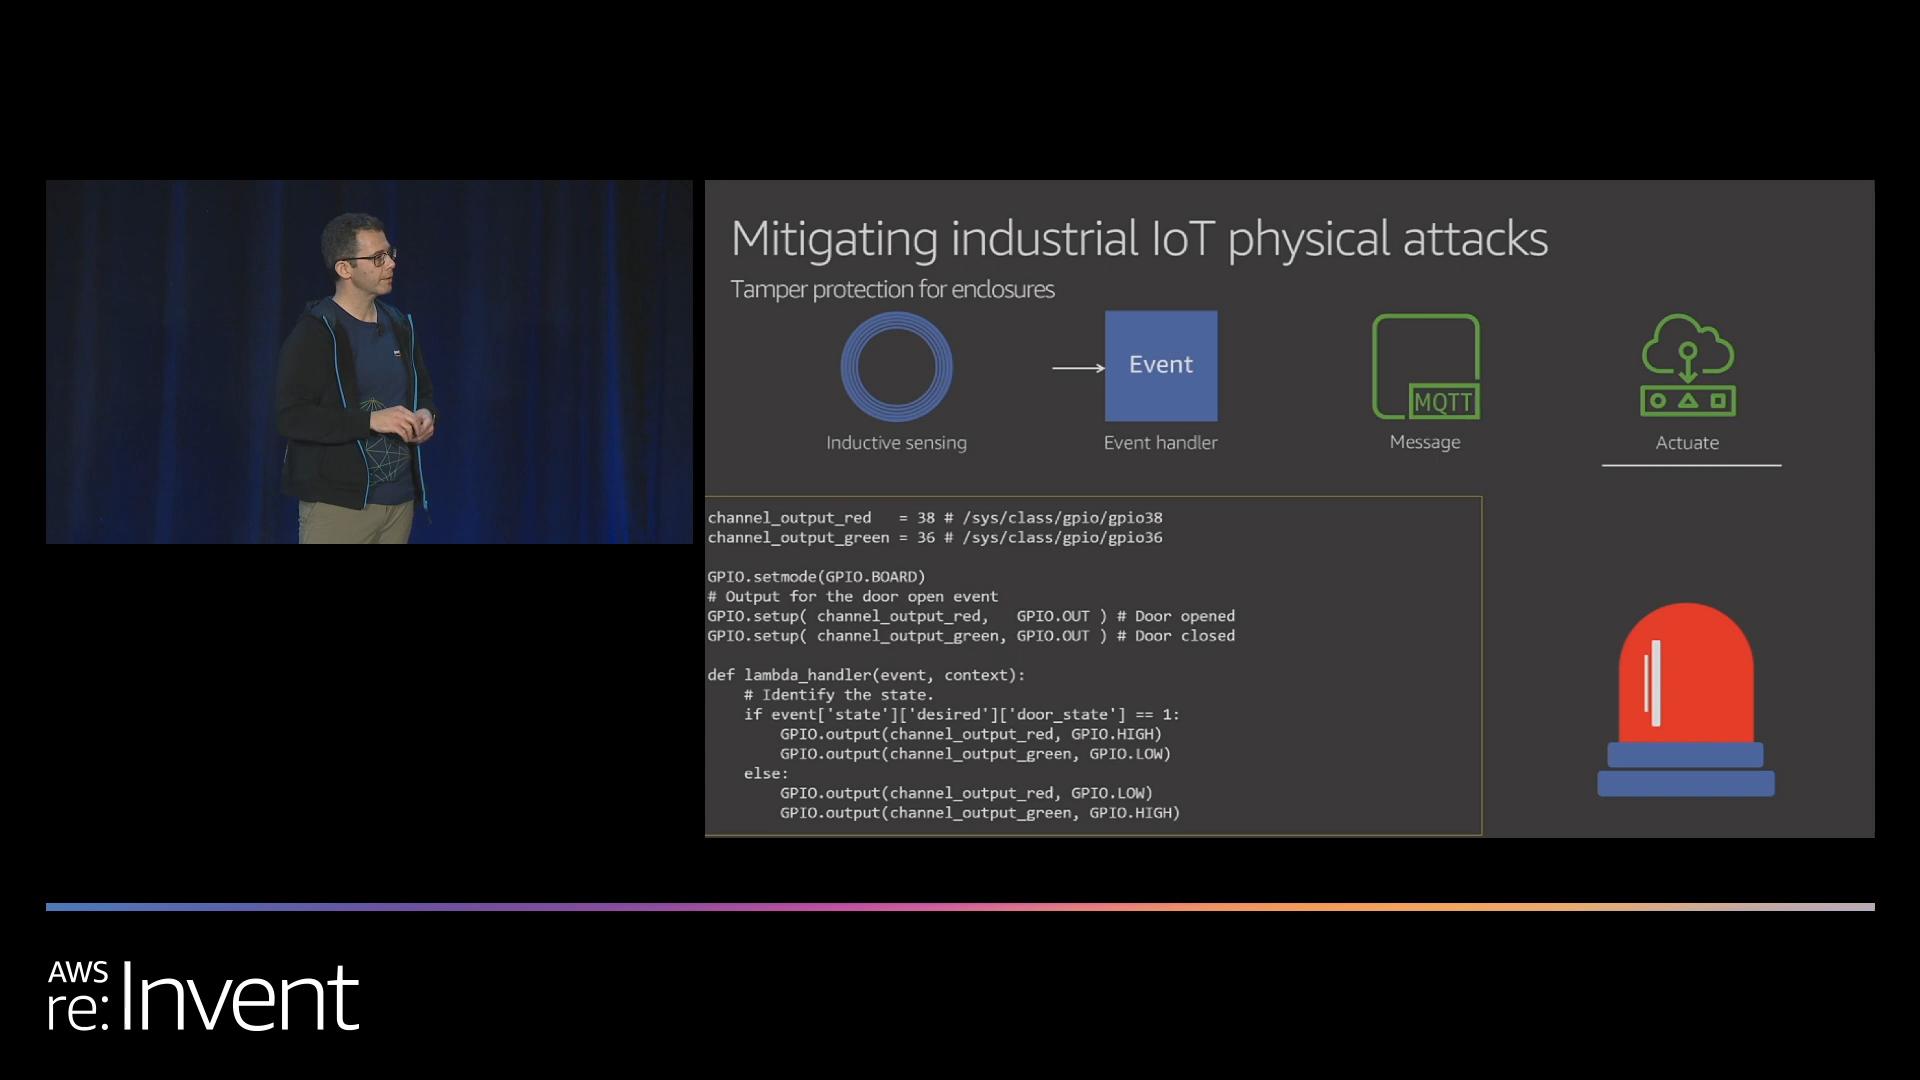 Mitigating industrial IoT physical attacks
Tamper protection for enclosures
Event
MQTT
Inductive sensing
Event handler
Message
Actuate
channel_output_red   = 38 # /sys/class/gpio/gpio38
channel_output_green = 36 # /sys/class/gpio/gpio36
GPIO.setmode(GPIO.BOARD)
# Output for the door open event
GPIO.setup( channel_output_red,   GPIO.OUT ) # Door opened
GPIO.setup( channel_output_green, GPIO.OUT ) # Door closed
def lambda_handler(event, context):
    # Identify the state.
    if event['state']['desired']['door_state'] == 1:
        GPIO.output(channel_output_red, GPIO.HIGH)
        GPIO.output(channel_output_green, GPIO.LOW)
    else:
        GPIO.output(channel_output_red, GPIO.LOW)
        GPIO.output(channel_output_green, GPIO.HIGH)
AWS
re:Invent